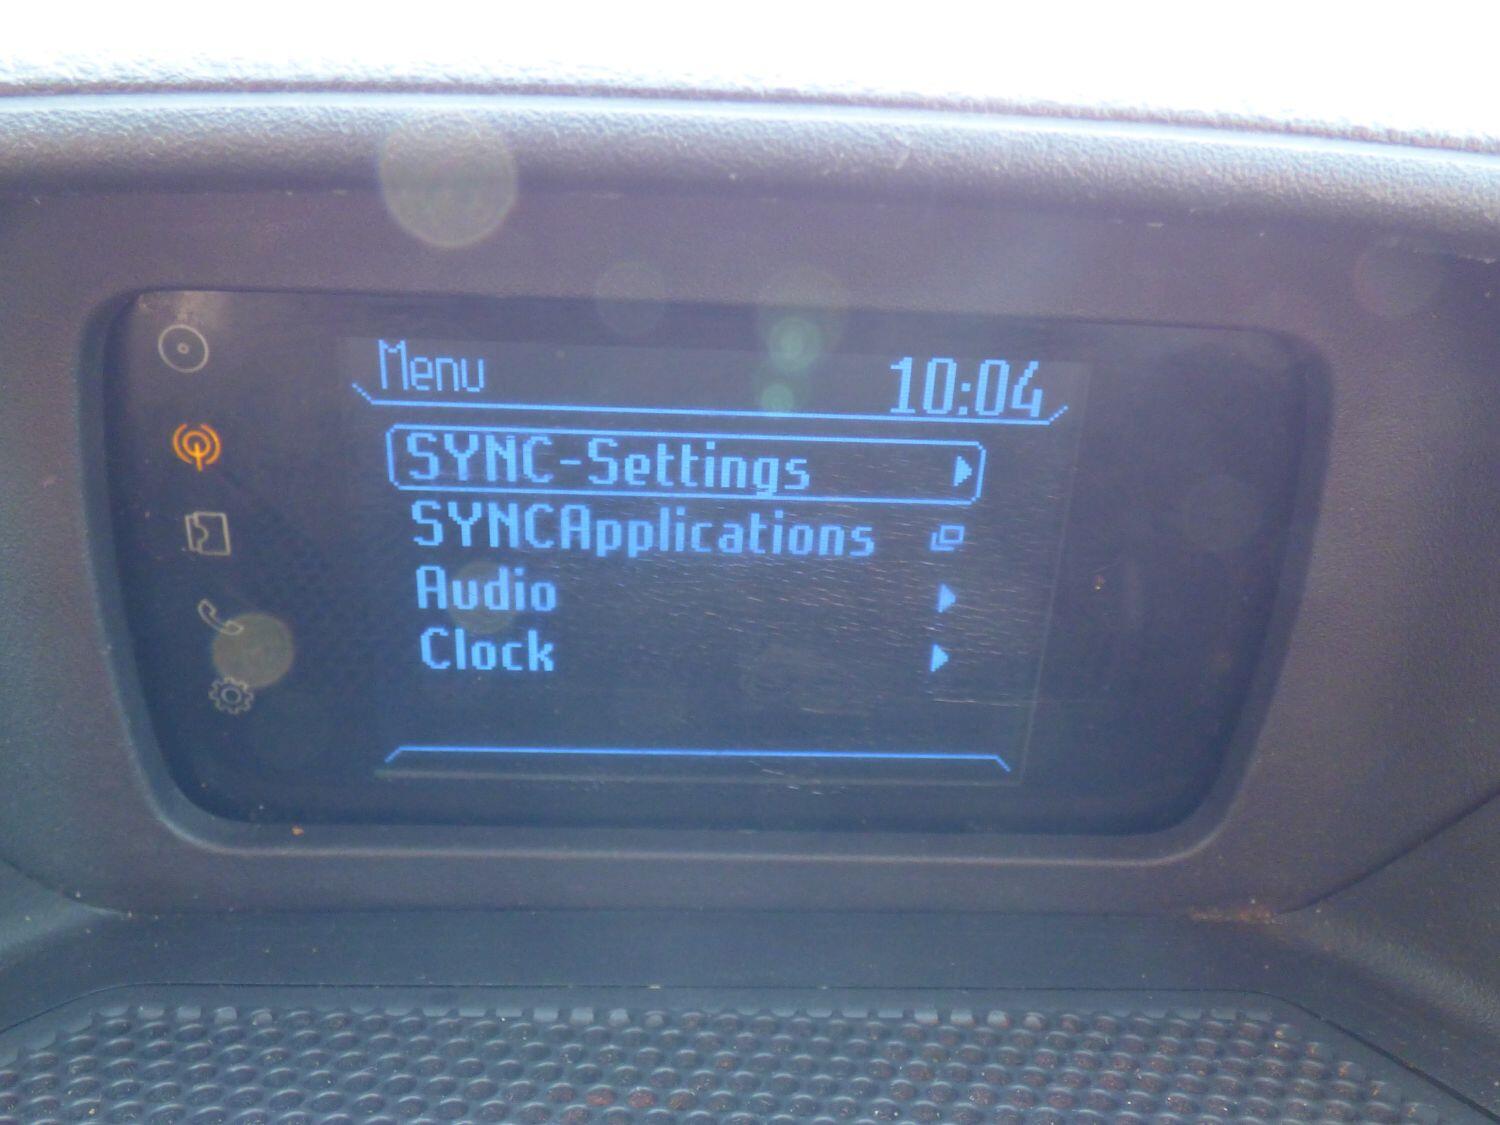 Menu 10:04
SYNC-Settings
SYNCApplications
Audio
Clock